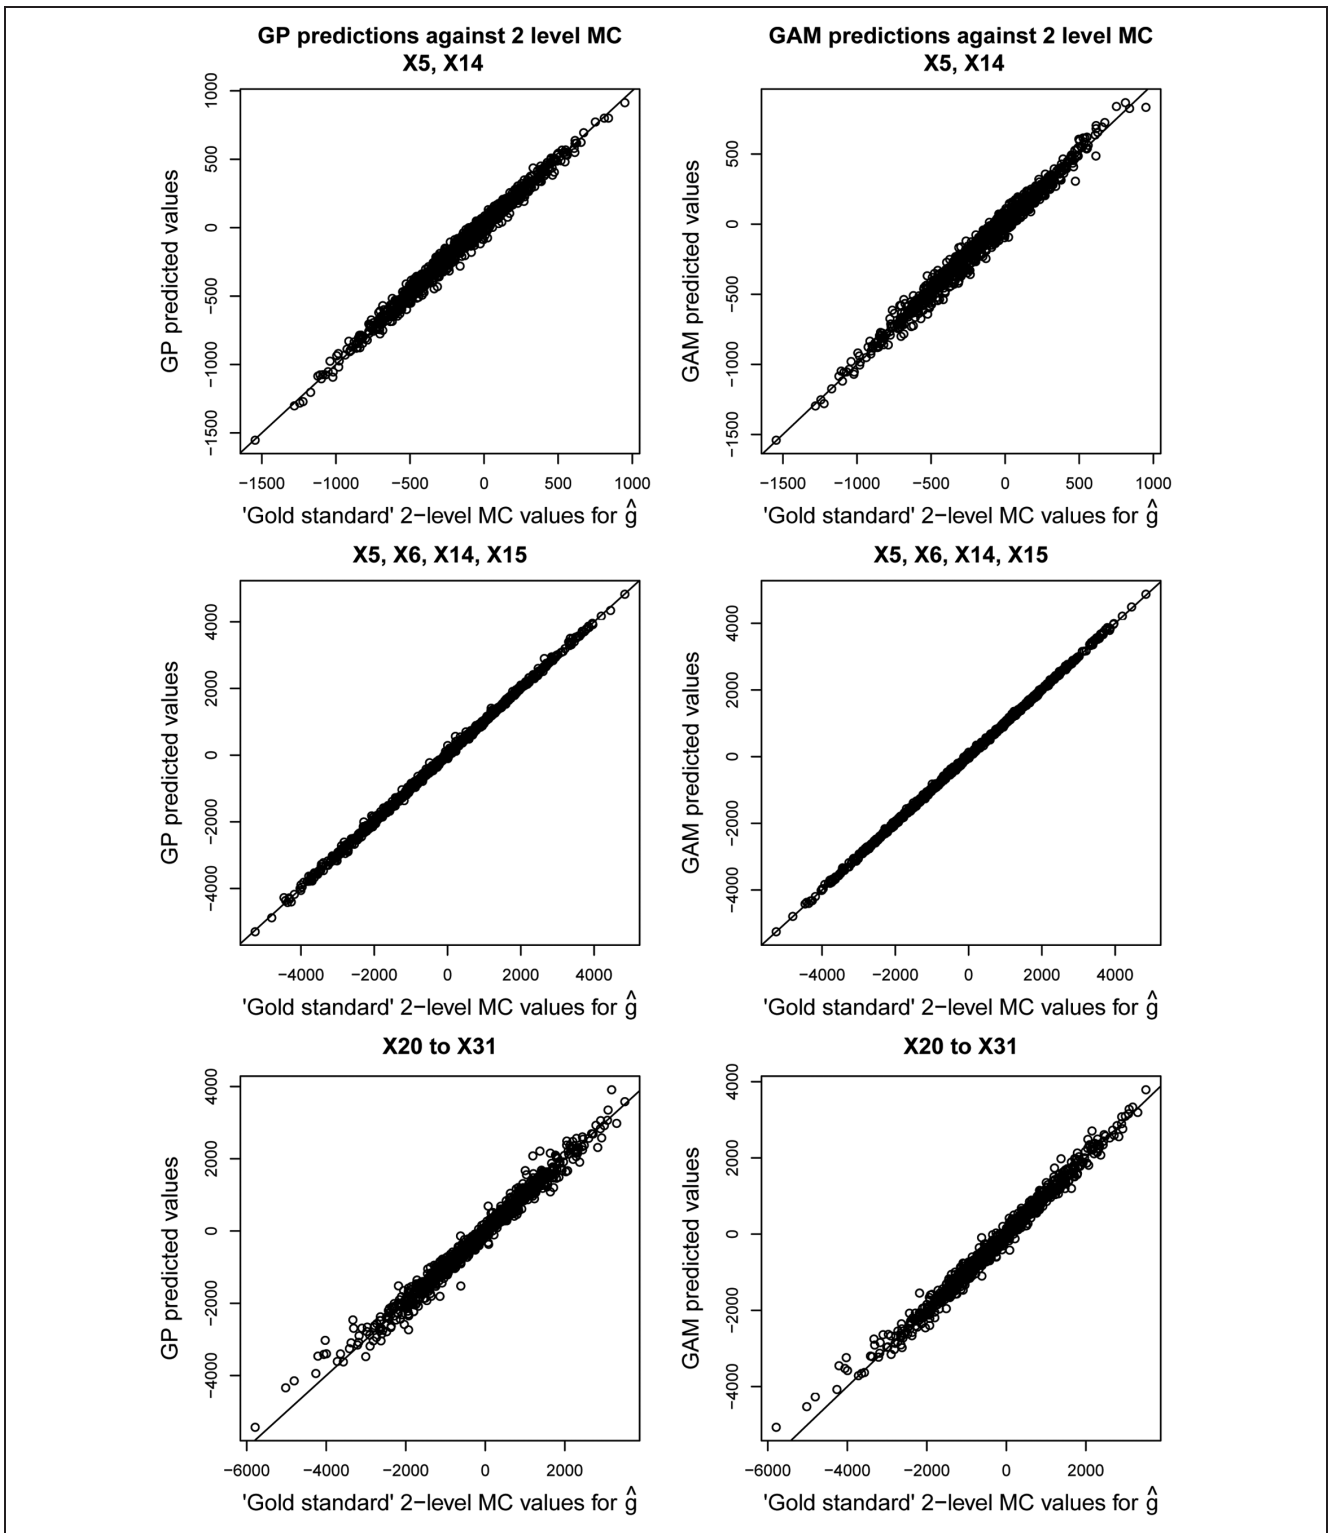 GP predictions against 2 level MC
X5, X14
GP predicted values
1000
500
0
−500
−1000
−1500
−1500 −1000 −500 0 500 1000
'Gold standard' 2−level MC values for ĝ
GAM predictions against 2 level MC
X5, X14
GAM predicted values
500
0
−500
−1000
−1500
−1500 −1000 −500 0 500 1000
'Gold standard' 2−level MC values for ĝ
X5, X6, X14, X15
GP predicted values
4000
2000
0
−2000
−4000
−4000 −2000 0 2000 4000
'Gold standard' 2−level MC values for ĝ
X5, X6, X14, X15
GAM predicted values
4000
2000
0
−2000
−4000
−4000 −2000 0 2000 4000
'Gold standard' 2−level MC values for ĝ
X20 to X31
GP predicted values
4000
2000
0
−2000
−4000
−6000 −4000 −2000 0 2000
'Gold standard' 2−level MC values for ĝ
X20 to X31
GAM predicted values
4000
2000
0
−2000
−4000
−6000 −4000 −2000 0 2000
'Gold standard' 2−level MC values for ĝ